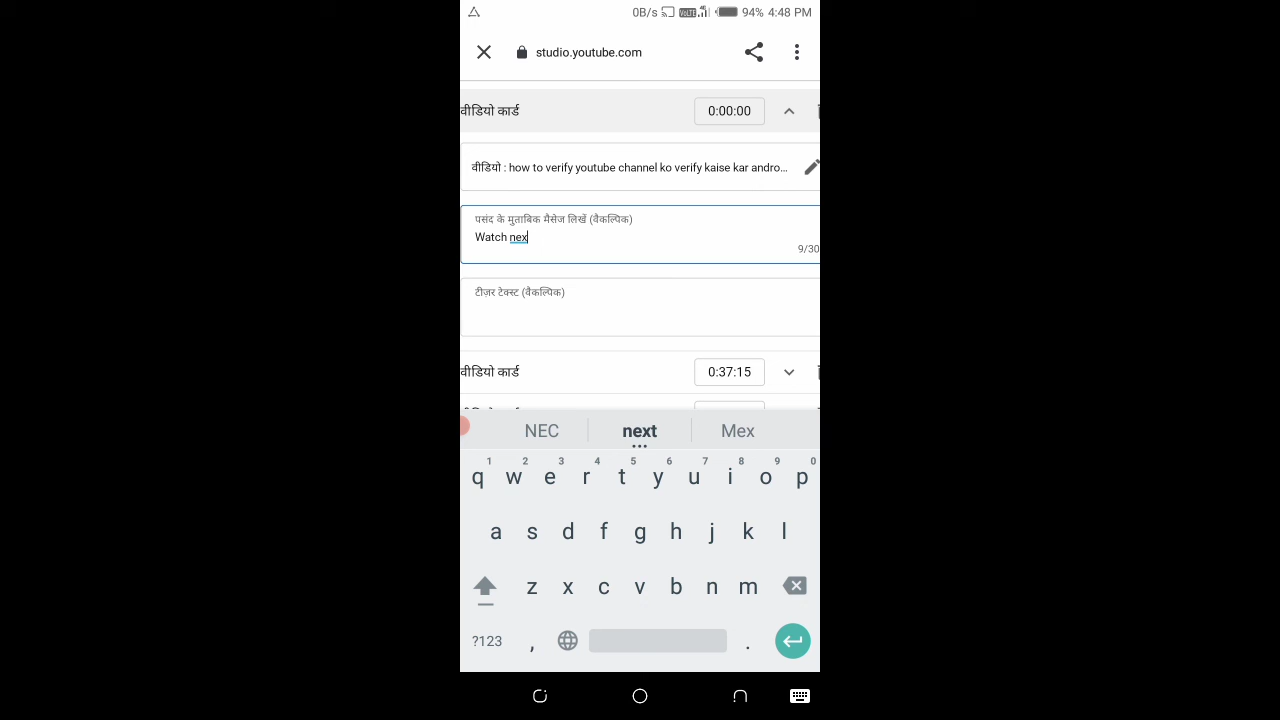 0B/s VoLTE 4G 94% 4:48 PM
studio.youtube.com
वीडियो कार्ड 0:00:00
वीडियो : how to verify youtube channel ko verify kaise kar andro...
पसंद के मुताबिक मैसेज लिखें (वैकल्पिक)
Watch nex
9/30
टीज़र टेक्स्ट (वैकल्पिक)
वीडियो कार्ड 0:37:15
NEC next Mex
1 2 3 4 5 6 7 8 9 0
q w e r t y u i o p
a s d f g h j k l
z x c v b n m
?123 , .